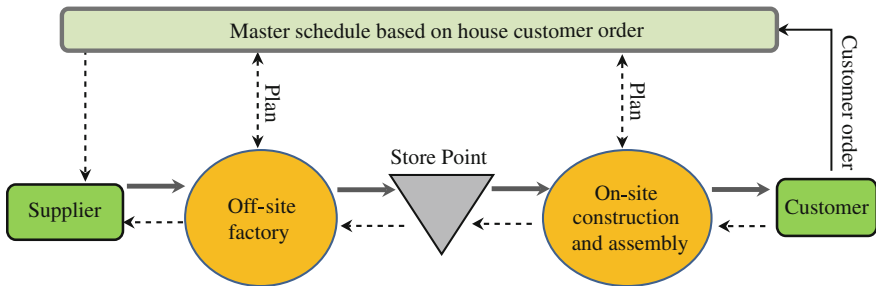 Master schedule based on house customer order
Customer order
Plan
Plan
Store Point
Supplier
Off-site
factory
On-site
construction
and assembly
Customer